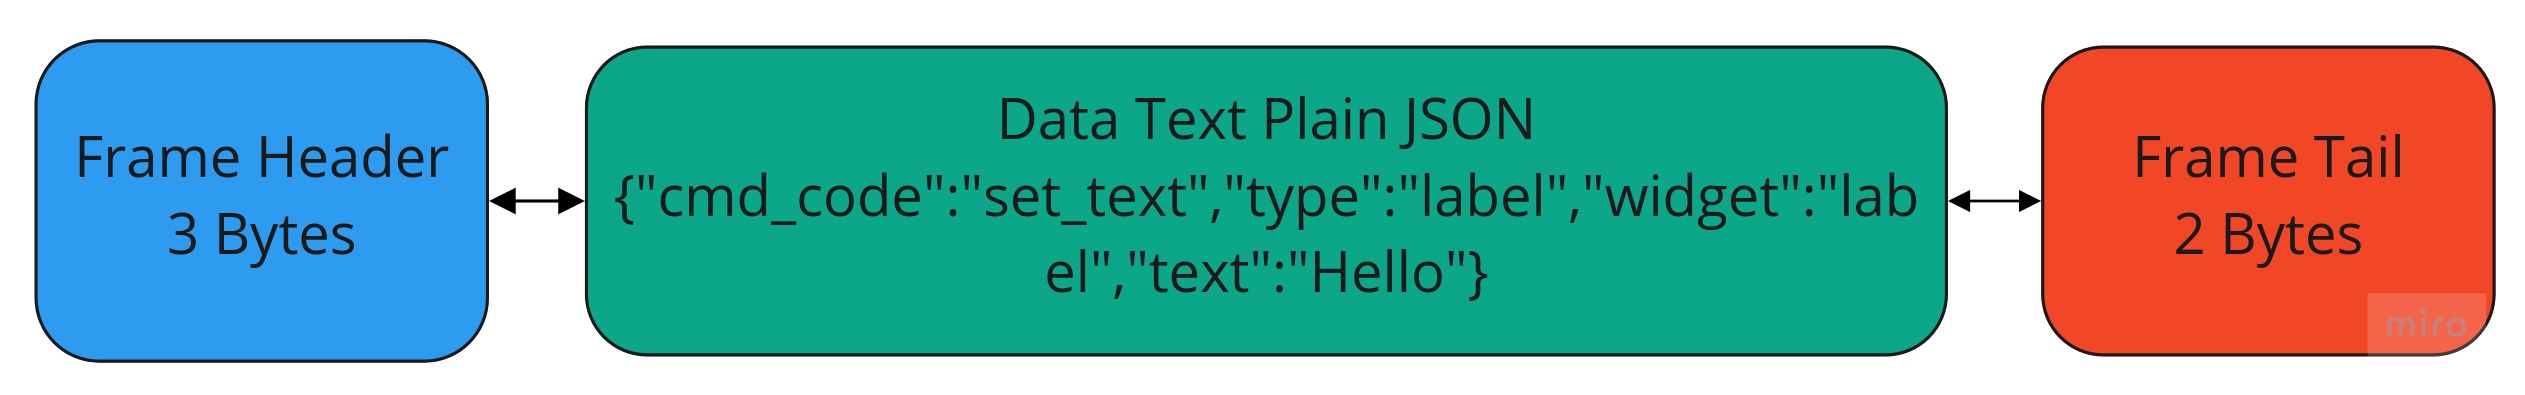 Frame Header
3 Bytes
Data Text Plain JSON
{"cmd_code":"set_text","type":"label","widget":"lab
el","text":"Hello"}
Frame Tail
2 Bytes
miro